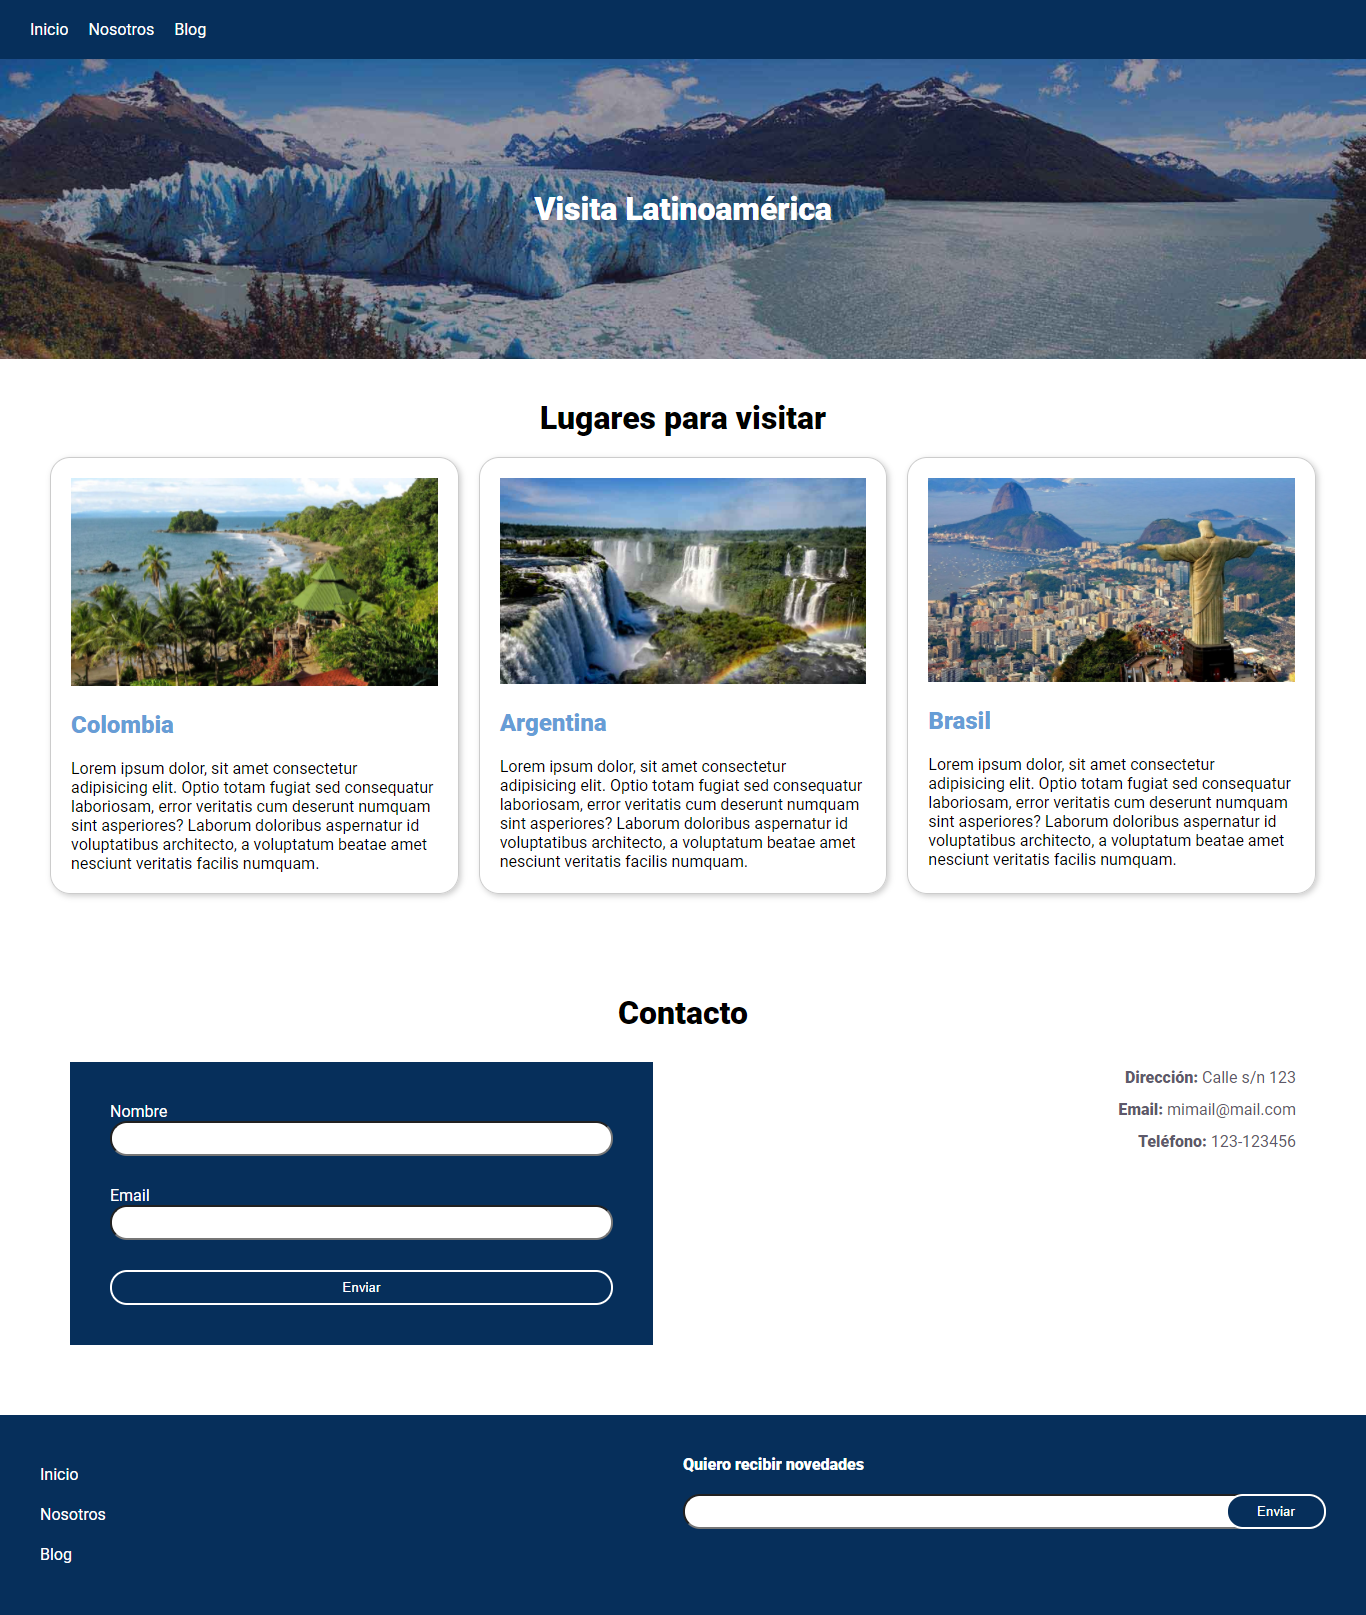 Inicio Nosotros Blog
Visita Latinoamérica
Lugares para visitar
Colombia
Lorem ipsum dolor, sit amet consectetur
adipisicing elit. Optio totam fugiat sed consequatur
laboriosam, error veritatis cum deserunt numquam
sint asperiores? Laborum doloribus aspernatur id
voluptatibus architecto, a voluptatum beatae amet
nesciunt veritatis facilis numquam.
Argentina
Lorem ipsum dolor, sit amet consectetur
adipisicing elit. Optio totam fugiat sed consequatur
laboriosam, error veritatis cum deserunt numquam
sint asperiores? Laborum doloribus aspernatur id
voluptatibus architecto, a voluptatum beatae amet
nesciunt veritatis facilis numquam.
Brasil
Lorem ipsum dolor, sit amet consectetur
adipisicing elit. Optio totam fugiat sed consequatur
laboriosam, error veritatis cum deserunt numquam
sint asperiores? Laborum doloribus aspernatur id
voluptatibus architecto, a voluptatum beatae amet
nesciunt veritatis facilis numquam.
Contacto
Nombre
Email
Enviar
Dirección: Calle s/n 123
Email: mimail@mail.com
Teléfono: 123-123456
Inicio
Nosotros
Blog
Quiero recibir novedades
Enviar